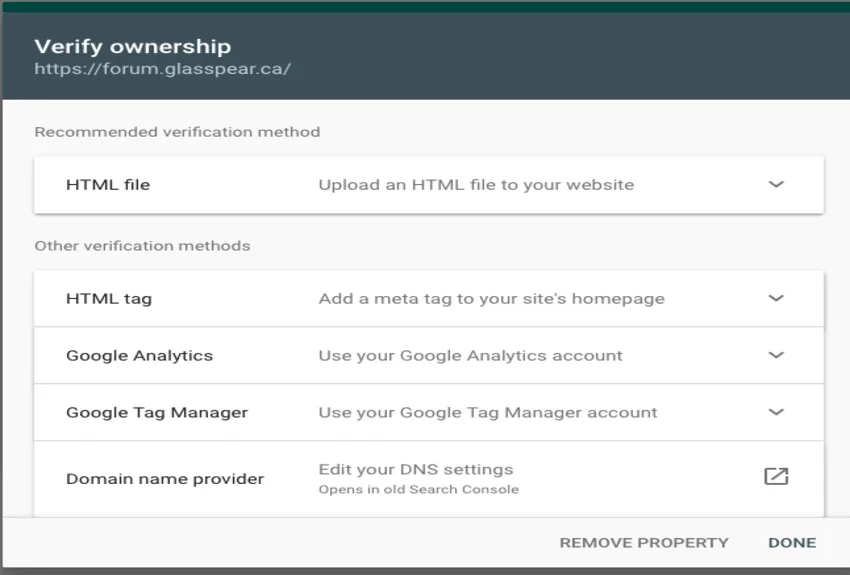 Verify ownership
https://forum.glasspear.ca/
Recommended verification method
HTML file Upload an HTML file to your website
Other verification methods
HTML tag Add a meta tag to your site's homepage
Google Analytics Use your Google Analytics account
Google Tag Manager Use your Google Tag Manager account
Domain name provider Edit your DNS settings
Opens in old Search Console
REMOVE PROPERTY DONE